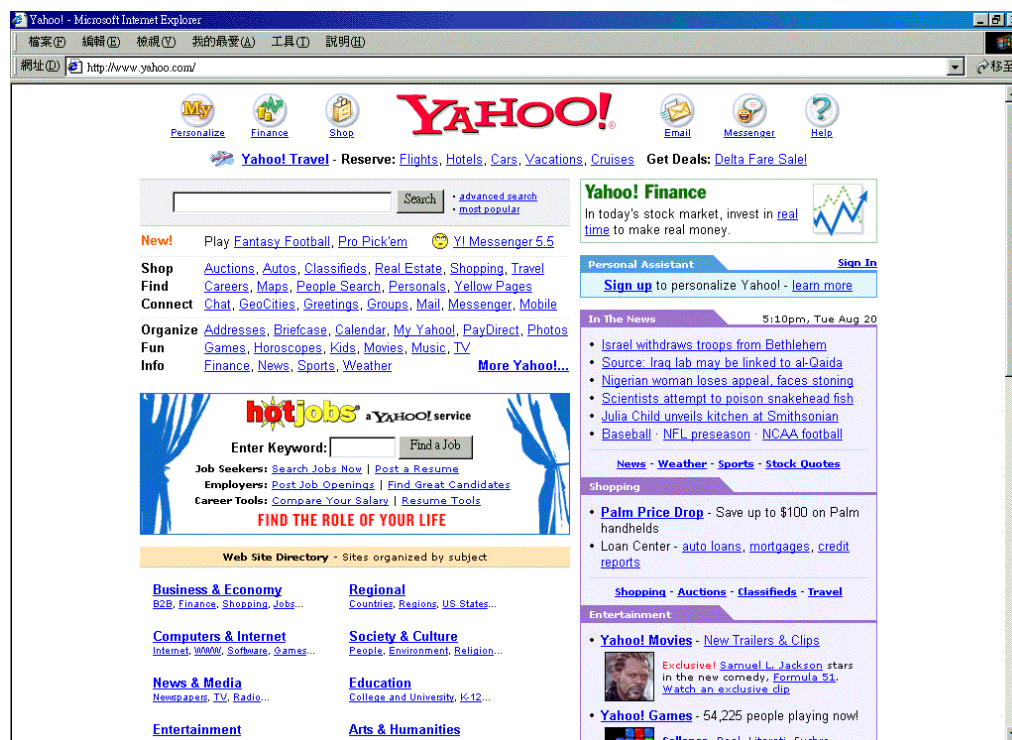 Yahoo! - Microsoft Internet Explorer
檔案(F) 編輯(E) 檢視(V) 我的最愛(A) 工具(T) 說明(H)
網址(D) http://www.yahoo.com/ 移至
My YAHOO!
Personalize Finance Shop Email Messenger Help
Yahoo! Travel - Reserve: Flights, Hotels, Cars, Vacations, Cruises Get Deals: Delta Fare Sale!
Search · advanced search
· most popular
New! Play Fantasy Football, Pro Pick'em Y! Messenger 5.5
Shop Auctions, Autos, Classifieds, Real Estate, Shopping, Travel
Find Careers, Maps, People Search, Personals, Yellow Pages
Connect Chat, GeoCities, Greetings, Groups, Mail, Messenger, Mobile
Organize Addresses, Briefcase, Calendar, My Yahoo!, PayDirect, Photos
Fun Games, Horoscopes, Kids, Movies, Music, TV
Info Finance, News, Sports, Weather More Yahoo!...
hotjobs a YAHOO! service
Enter Keyword: Find a Job
Job Seekers: Search Jobs Now | Post a Resume
Employers: Post Job Openings | Find Great Candidates
Career Tools: Compare Your Salary | Resume Tools
FIND THE ROLE OF YOUR LIFE
Web Site Directory - Sites organized by subject
Business & Economy
B2B, Finance, Shopping, Jobs...
Regional
Countries, Regions, US States...
Computers & Internet
Internet, WWW, Software, Games...
Society & Culture
People, Environment, Religion...
News & Media
Newspapers, TV, Radio...
Education
College and University, K-12...
Entertainment
Arts & Humanities
Yahoo! Finance
In today's stock market, invest in real
time to make real money.
Personal Assistant Sign In
Sign up to personalize Yahoo! - learn more
In The News 5:10pm, Tue Aug 20
• Israel withdraws troops from Bethlehem
• Source: Iraq lab may be linked to al-Qaida
• Nigerian woman loses appeal, faces stoning
• Scientists attempt to poison snakehead fish
• Julia Child unveils kitchen at Smithsonian
• Baseball · NFL preseason · NCAA football
News - Weather - Sports - Stock Quotes
Shopping
• Palm Price Drop - Save up to $100 on Palm
handhelds
• Loan Center - auto loans, mortgages, credit
reports
Shopping - Auctions - Classifieds - Travel
Entertainment
• Yahoo! Movies - New Trailers & Clips
Exclusive! Samuel L. Jackson stars
in the new comedy, Formula 51.
Watch an exclusive clip
• Yahoo! Games - 54,225 people playing now!